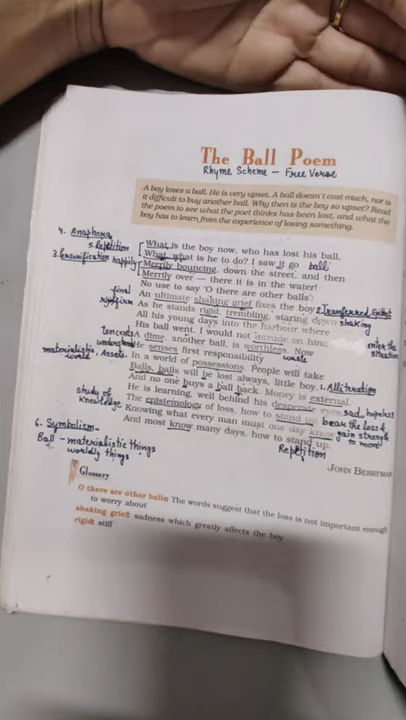 The Ball Poem
Rhyme Scheme - Free Verse
A boy loses a ball. He is very upset. A ball doesn't cost much, nor is
it difficult to buy another ball. Why then is the boy so upset? Read
the poem to see what the poet thinks has been lost, and what the
boy has to learn from the experience of losing something.
4. Anaphora
5. Repetition
What is the boy now, who has lost his ball,
What, what is he to do? I saw it go ball
3. Personification happily Merrily bouncing, down the street, and then
Merrily over – there it is in the water!
No use to say 'O there are other balls':
final An ultimate shaking grief fixes the boy 2. Transferred Epithet
As he stands rigid, trembling, staring down shaking
All his young days into the harbour where
His ball went. I would not intrude on him; enter the situation
ten cents A dime, another ball, is worthless. Now
understand He senses first responsibility waste
materialistic world Assets In a world of possessions. People will take
Balls, balls will be lost always, little boy. 1. Alliteration
And no one buys a ball back. Money is external.
study of knowledge He is learning, well behind his desperate eyes, sad, hopeless
The epistemology of loss, how to stand up bear the loss &
Knowing what every man must one day know gain strength to move
6. Symbolism- And most know many days, how to stand up.
Ball - materialistic things
worldly things
Repetition
JOHN BERRYMAN
Glossary
O there are other balls: The words suggest that the loss is not important enough
to worry about
shaking grief: sadness which greatly affects the boy
rigid: stiff